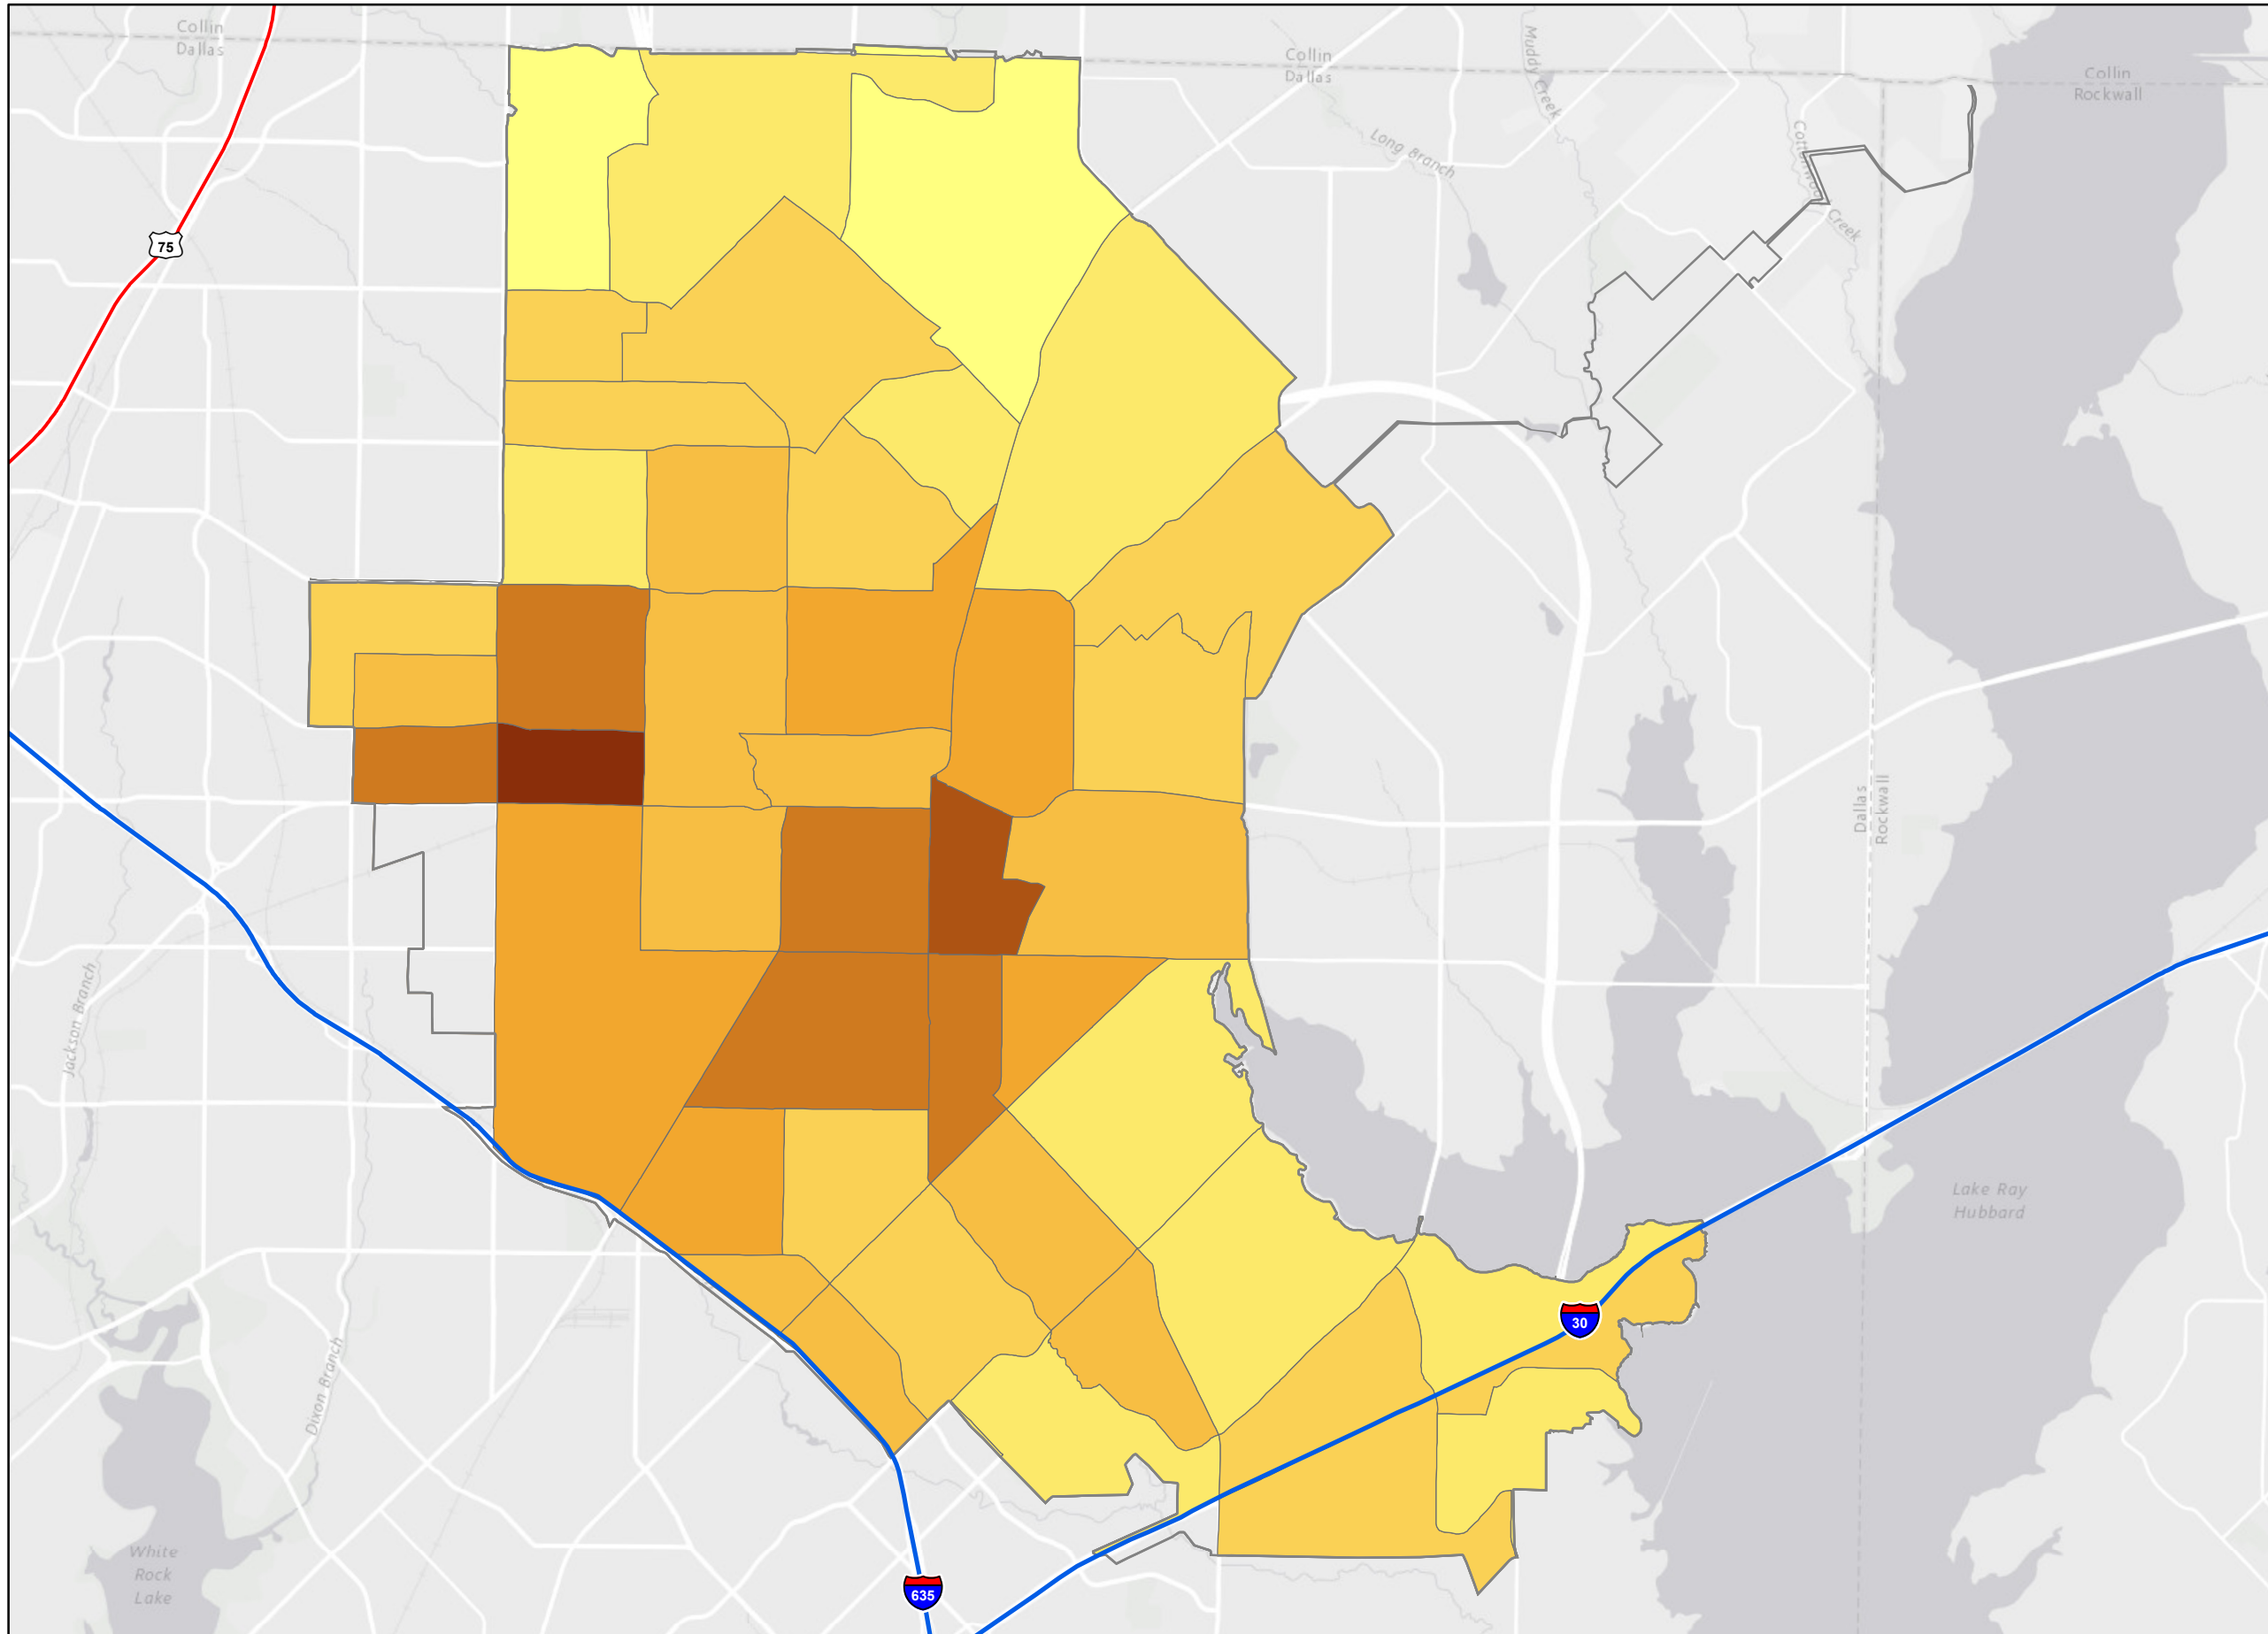 Collin
Dallas
Collin
Dallas
Muddy Creek
Collin
Rockwall
Long Branch
Cottonwood Creek
75
Dallas
Rockwall
Jackson Branch
Lake Ray
Hubbard
30
Dixon Branch
White
Rock
Lake
635